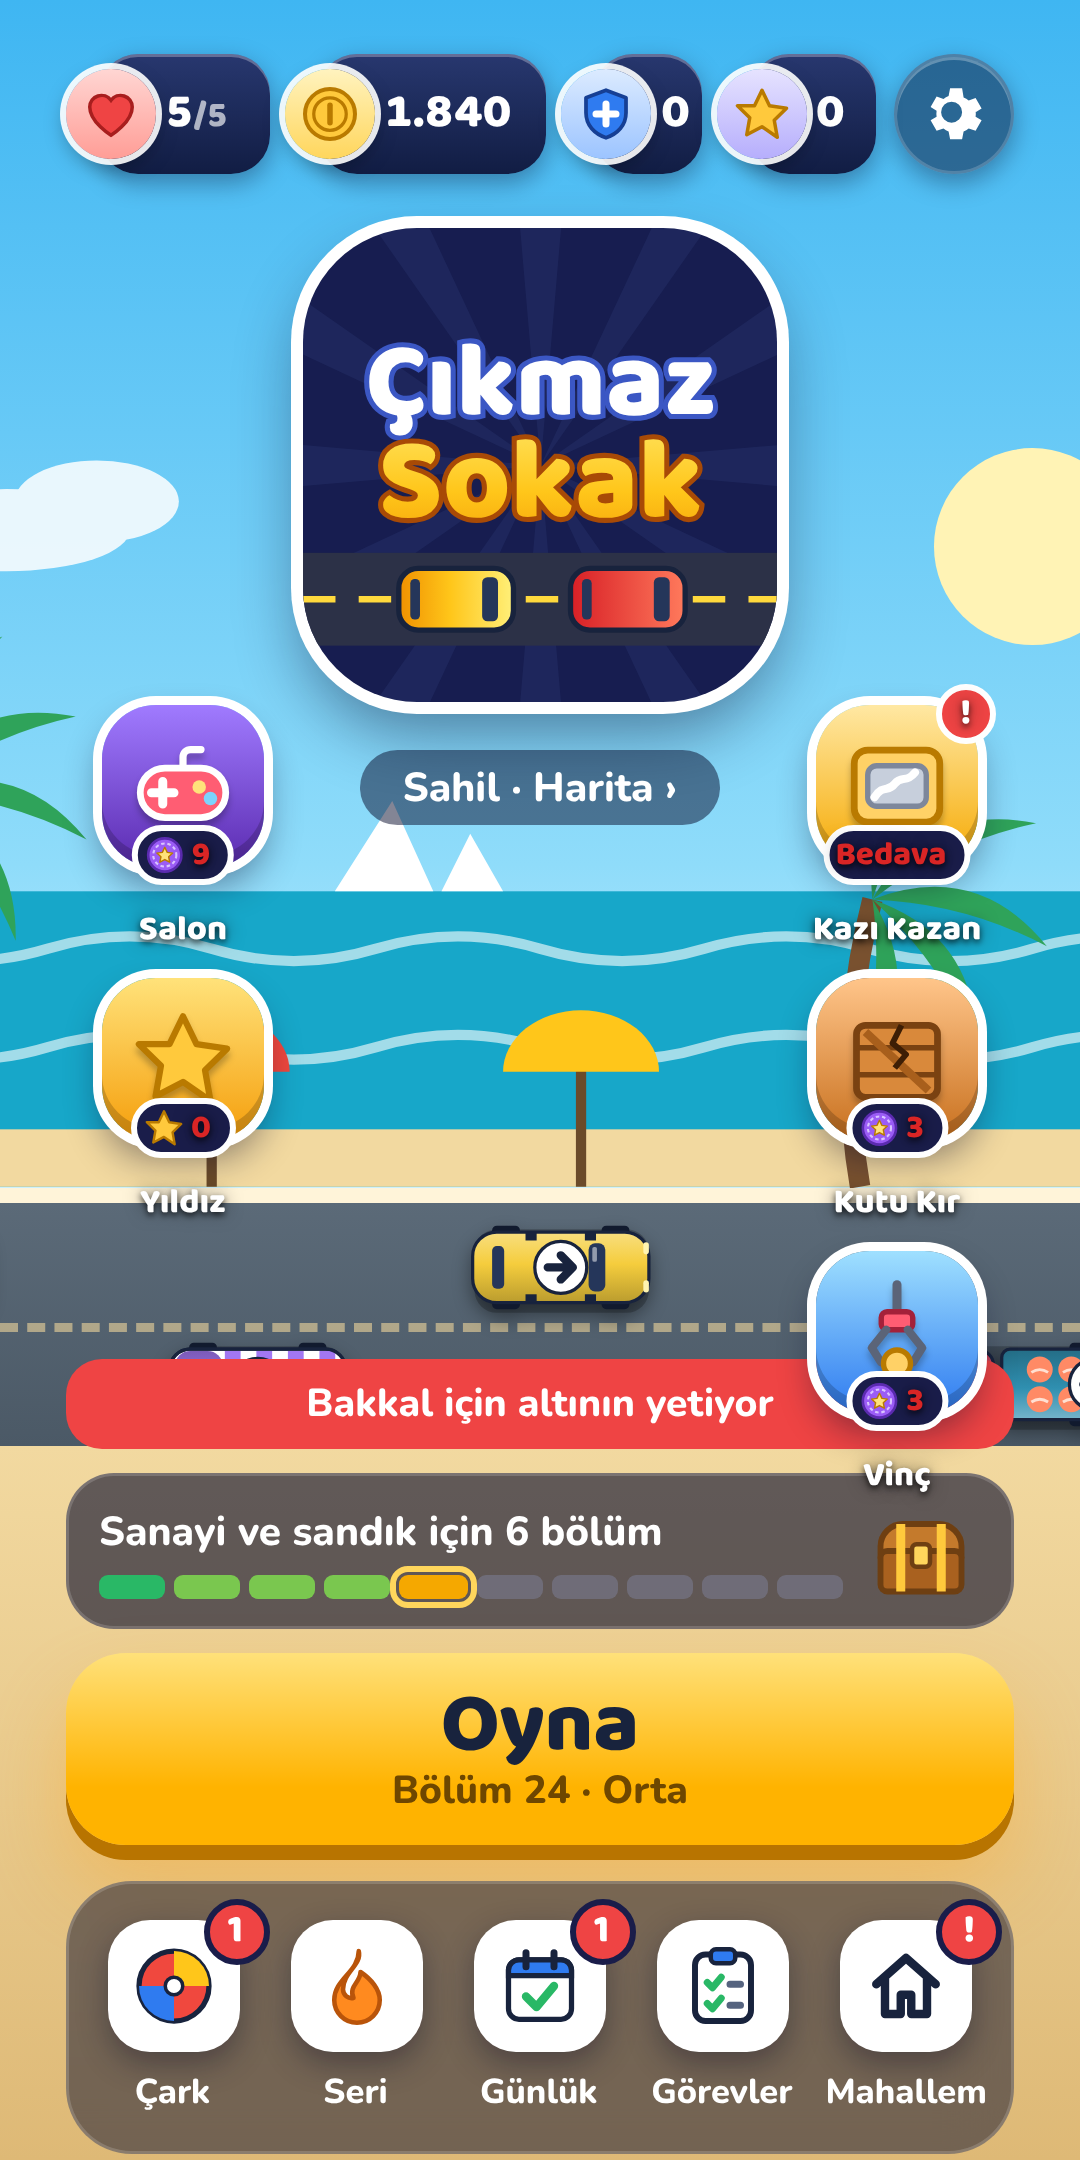 5/5
1.840
0
0
Çıkmaz
Sokak
Sahil · Harita ›
!
9
Bedava
Salon
Kazı Kazan
0
3
Yıldız
Kutu Kır
Bakkal için altının yetiyor
3
Vinç
Sanayi ve sandık için 6 bölüm
Oyna
Bölüm 24 · Orta
1
1
!
Çark
Seri
Günlük
Görevler
Mahallem